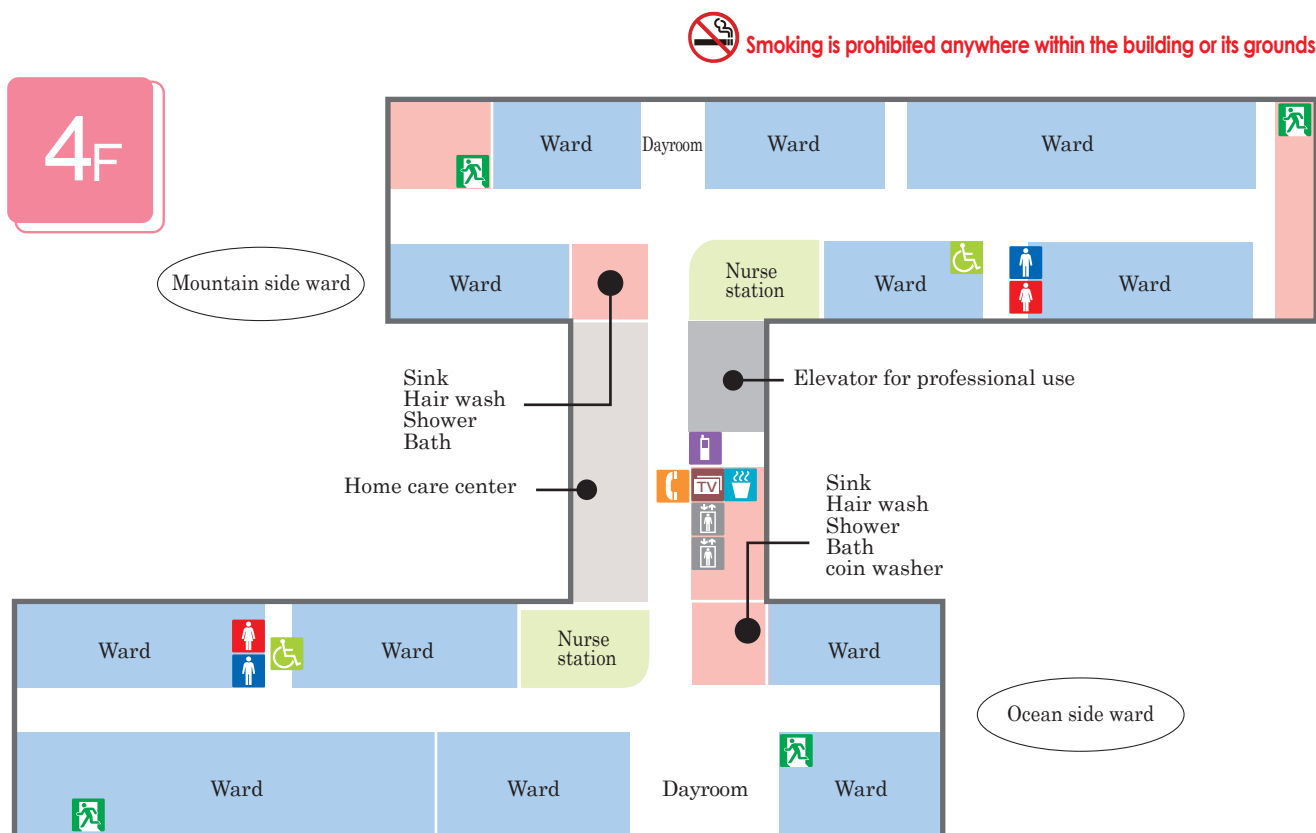 Smoking is prohibited anywhere within the building or its grounds
4F
Ward
Dayroom
Ward
Ward
Mountain side ward
Ward
Nurse
station
Ward
Ward
Sink
Hair wash
Shower
Bath
Elevator for professional use
Home care center
TV
Sink
Hair wash
Shower
Bath
coin washer
Ward
Ward
Nurse
station
Ward
Ocean side ward
Ward
Ward
Dayroom
Ward